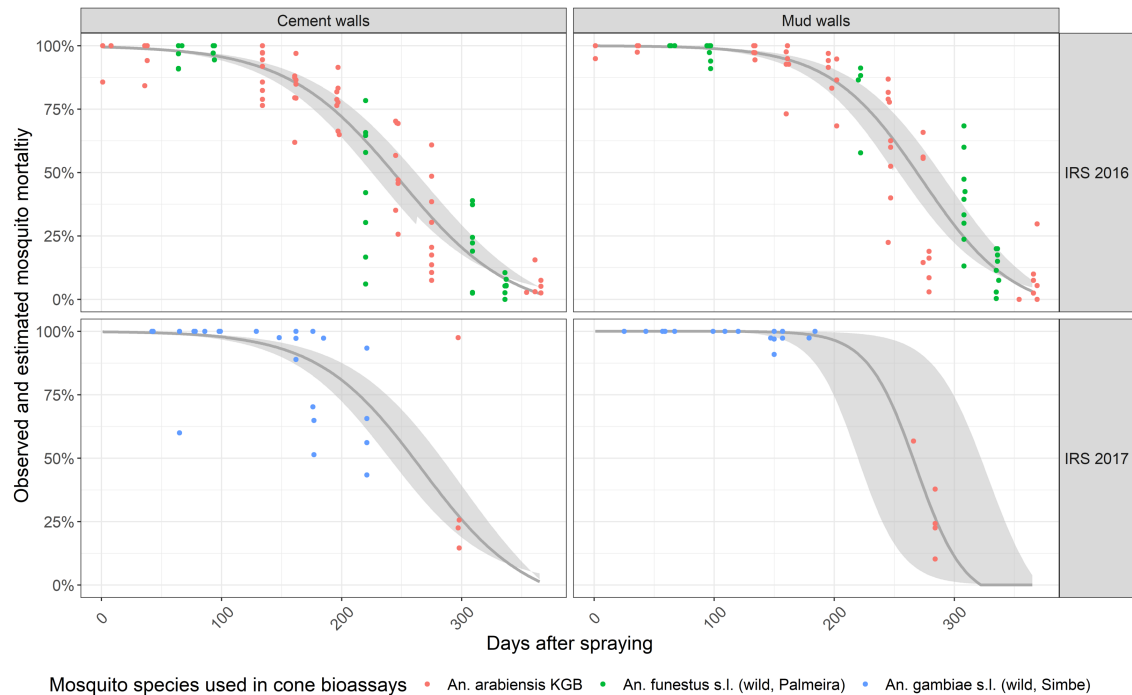 Cement walls
Mud walls
Observed and estimated mosquito mortaltiy
100%
75%
50%
25%
0%
IRS 2016
100%
75%
50%
25%
0%
IRS 2017
0
100
200
300
0
100
200
300
Days after spraying
Mosquito species used in cone bioassays
An. arabiensis KGB
An. funestus s.l. (wild, Palmeira)
An. gambiae s.l. (wild, Simbe)